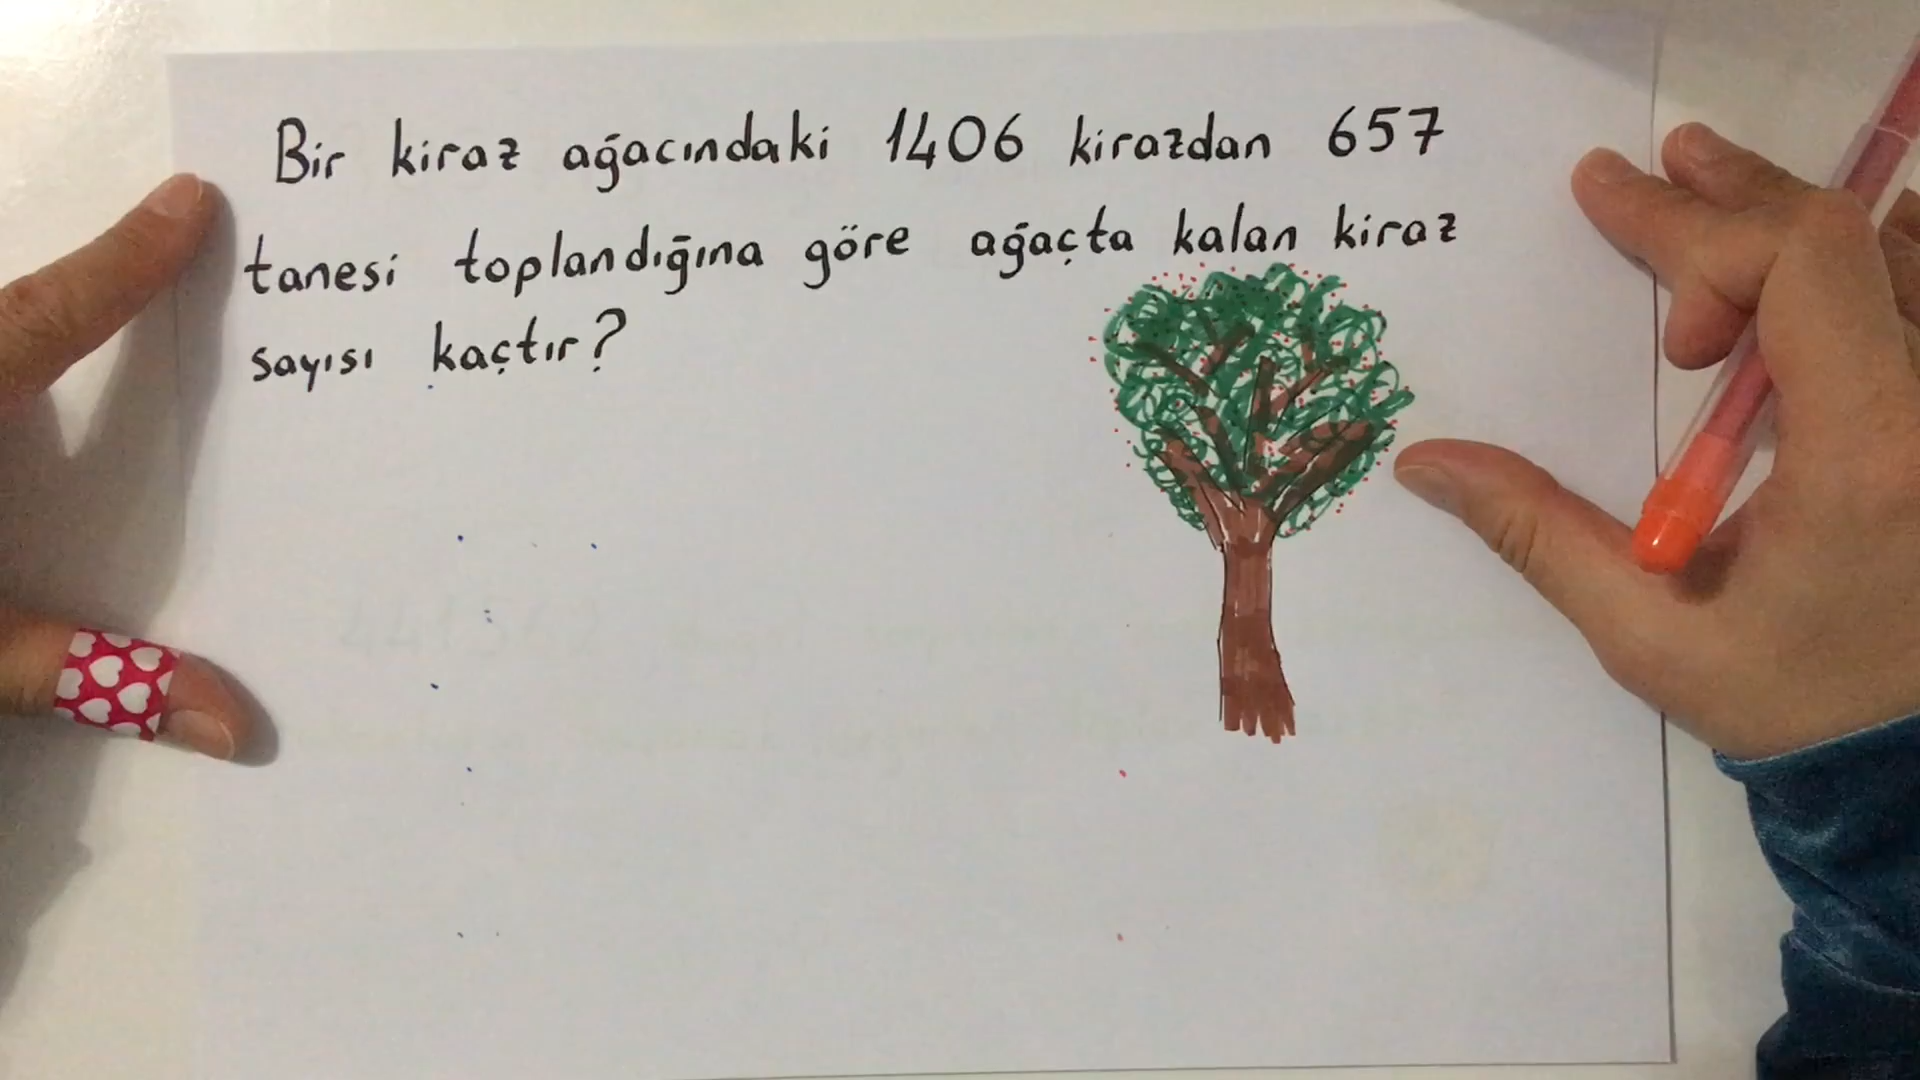 Bir kiraz ağacındaki 1406 kirazdan 657
tanesi toplandığına göre ağaçta kalan kiraz
sayısı kaçtır?